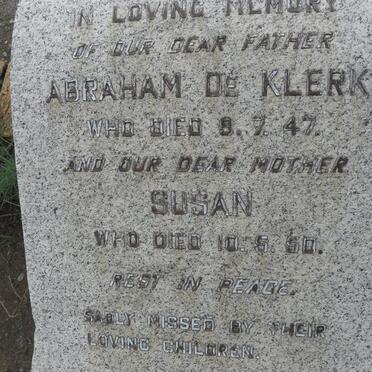 IN LOVING MEMORY
OF OUR DEAR FATHER
ABRAHAM DE KLERK
WHO DIED 9.7.47.
AND OUR DEAR MOTHER
SUSAN
WHO DIED 10.5.50.
REST IN PEACE.
SADLY MISSED BY THEIR
LOVING CHILDREN.